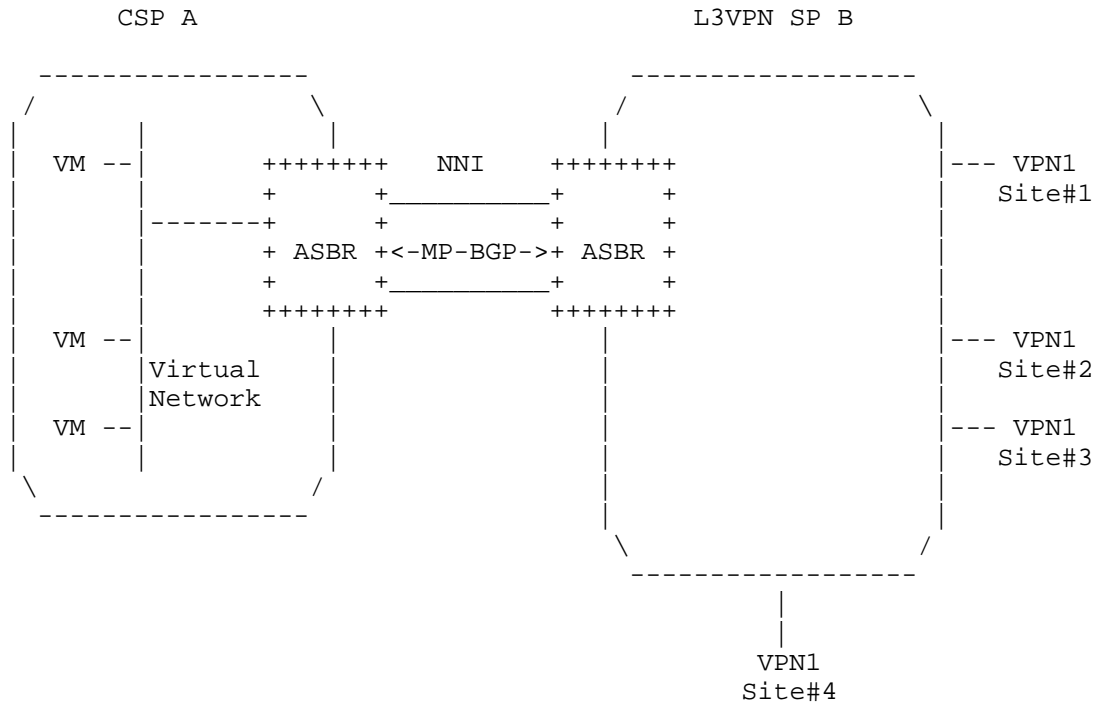 CSP A L3VPN SP B
VM -- NNI --- VPN1
Site#1
ASBR <-MP-BGP-> ASBR
VM -- --- VPN1
Virtual Site#2
Network
VM -- --- VPN1
Site#3
VPN1
Site#4